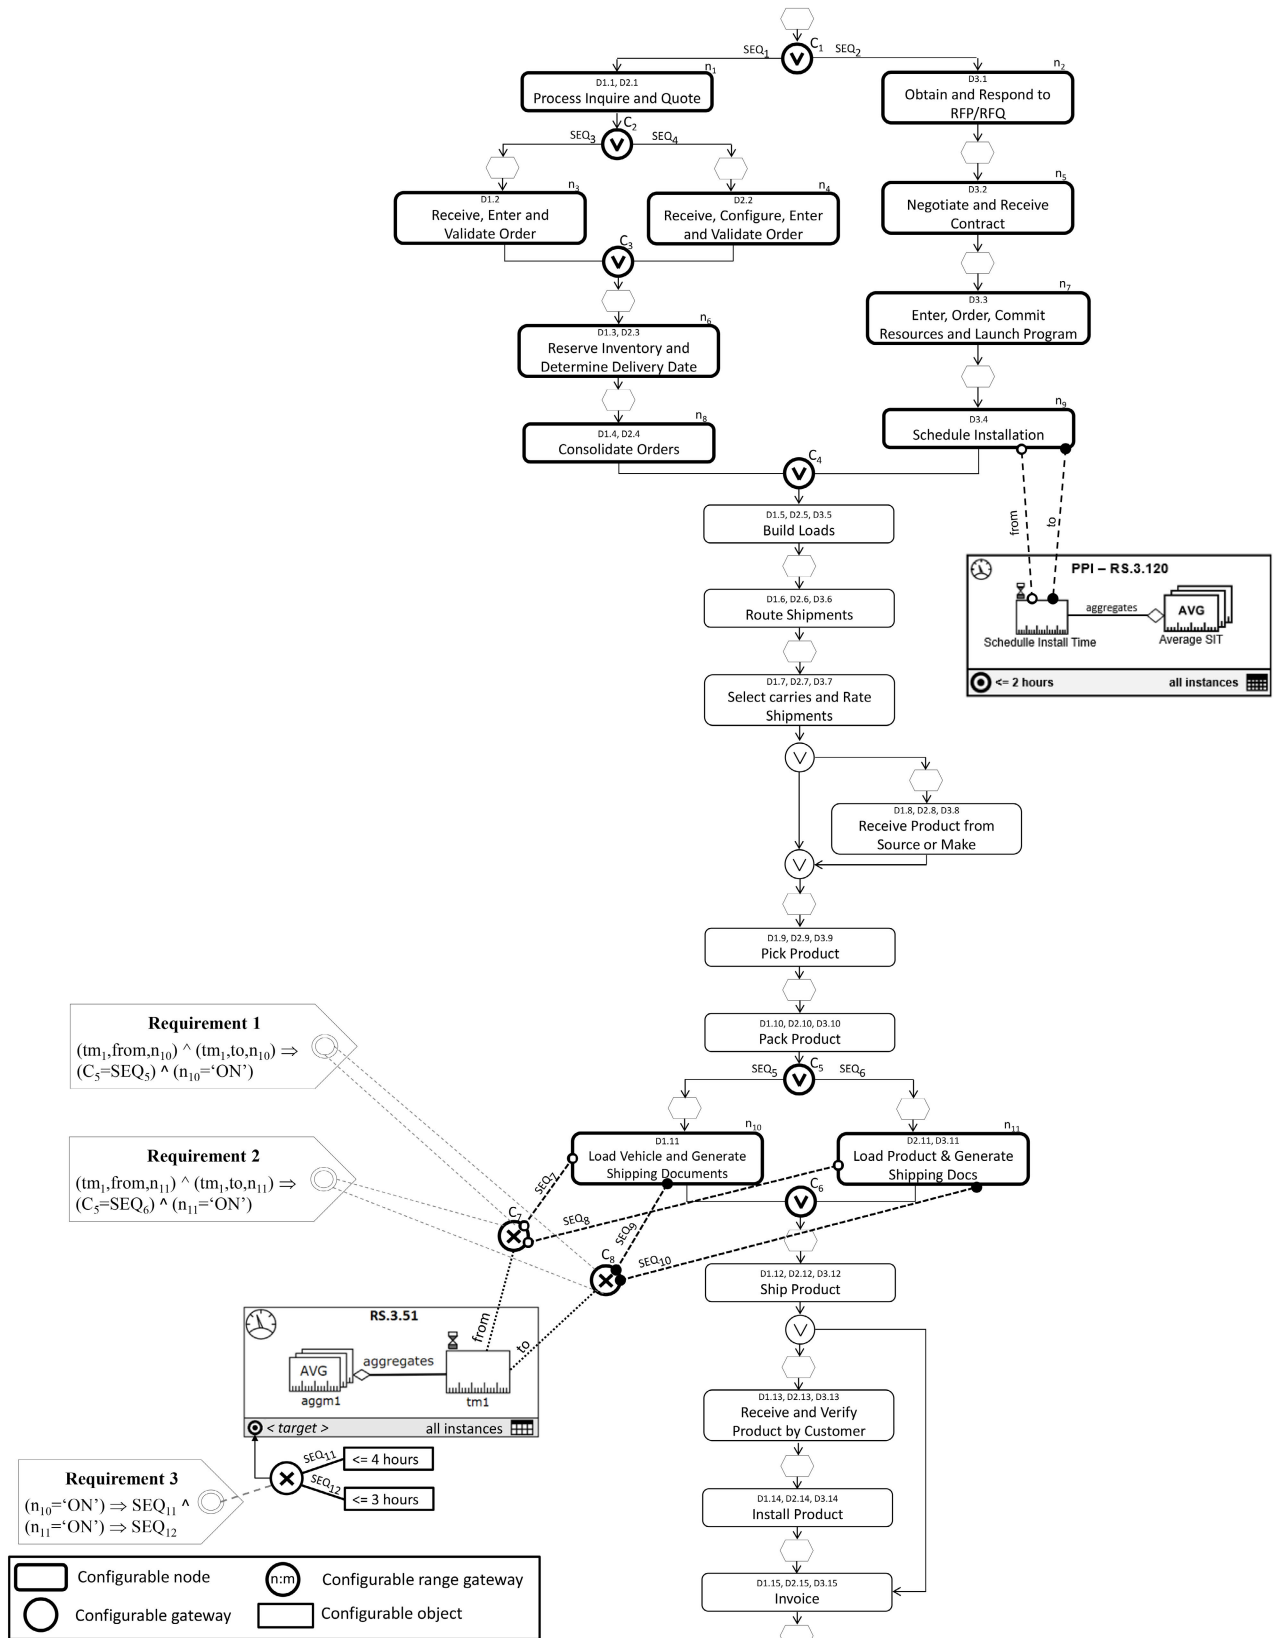 C1
SEQ1
SEQ2
n1
D1.1, D2.1
Process Inquire and Quote
n2
D3.1
Obtain and Respond to
RFP/RFQ
C2
SEQ3
SEQ4
n3
D1.2
Receive, Enter and
Validate Order
n4
D2.2
Receive, Configure, Enter
and Validate Order
n5
D3.2
Negotiate and Receive
Contract
C3
n6
D1.3, D2.3
Reserve Inventory and
Determine Delivery Date
n7
D3.3
Enter, Order, Commit
Resources and Launch Program
n8
D1.4, D2.4
Consolidate Orders
n9
D3.4
Schedule Installation
C4
D1.5, D2.5, D3.5
Build Loads
from
to
PPI – RS.3.120
aggregates
AVG
Schedulle Install Time
Average SIT
<= 2 hours
all instances
D1.6, D2.6, D3.6
Route Shipments
D1.7, D2.7, D3.7
Select carries and Rate
Shipments
D1.8, D2.8, D3.8
Receive Product from
Source or Make
D1.9, D2.9, D3.9
Pick Product
D1.10, D2.10, D3.10
Pack Product
Requirement 1
(tm1,from,n10) ^ (tm1,to,n10) ⇒
(C5=SEQ5) ^ (n10=‘ON’)
C5
SEQ5
SEQ6
n10
D1.11
Load Vehicle and Generate
Shipping Documents
n11
D2.11, D3.11
Load Product & Generate
Shipping Docs
Requirement 2
(tm1,from,n11) ^ (tm1,to,n11) ⇒
(C5=SEQ6) ^ (n11=‘ON’)
SEQ7
C7
SEQ8
SEQ9
C6
C8
SEQ10
D1.12, D2.12, D3.12
Ship Product
RS.3.51
from
to
AVG
aggregates
aggm1
tm1
< target >
all instances
D1.13, D2.13, D3.13
Receive and Verify
Product by Customer
SEQ11
<= 4 hours
SEQ12
<= 3 hours
Requirement 3
(n10=‘ON’) ⇒ SEQ11 ^
(n11=‘ON’) ⇒ SEQ12
D1.14, D2.14, D3.14
Install Product
D1.15, D2.15, D3.15
Invoice
Configurable node
n:m
Configurable range gateway
Configurable gateway
Configurable object